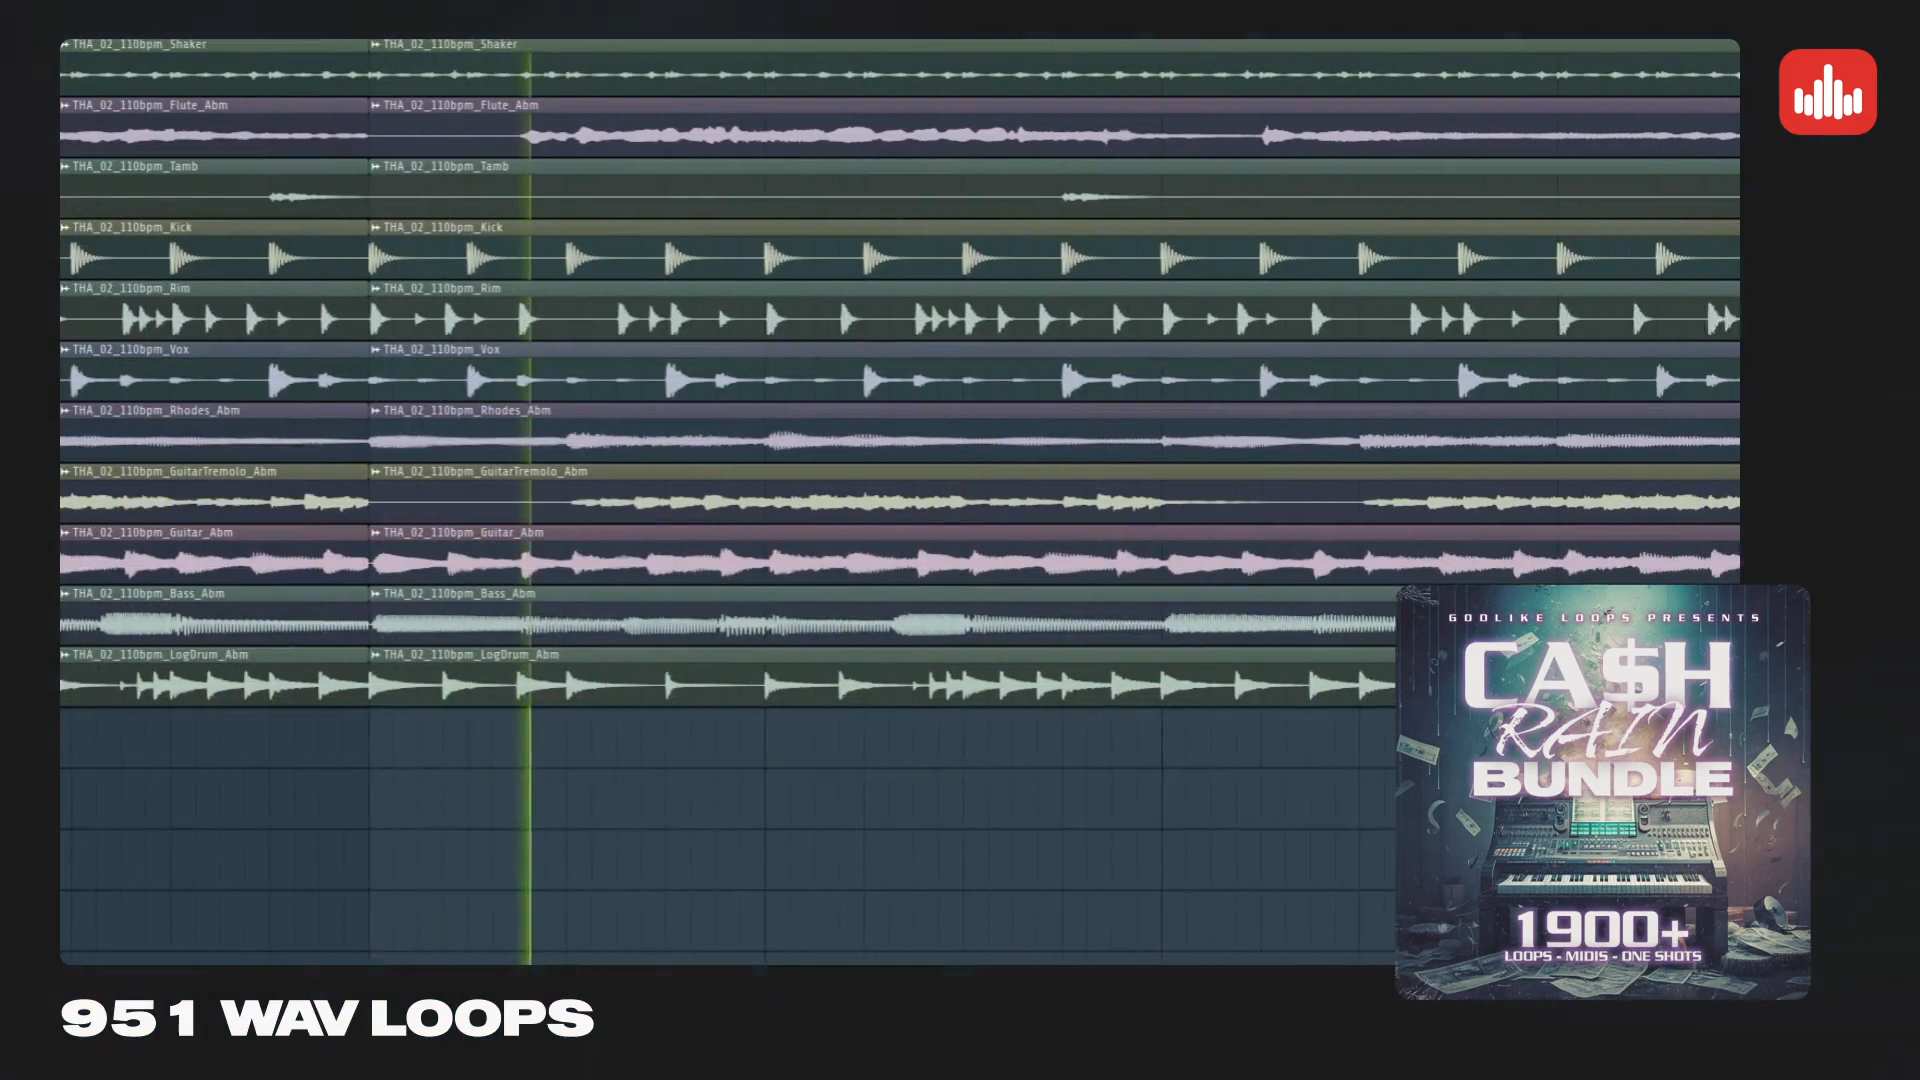 THA_02_110bpm_Shaker THA_02_110bpm_Shaker
THA_02_110bpm_Flute_Abm THA_02_110bpm_Flute_Abm
THA_02_110bpm_Tamb THA_02_110bpm_Tamb
THA_02_110bpm_Kick THA_02_110bpm_Kick
THA_02_110bpm_Rim THA_02_110bpm_Rim
THA_02_110bpm_Vox THA_02_110bpm_Vox
THA_02_110bpm_Rhodes_Abm THA_02_110bpm_Rhodes_Abm
THA_02_110bpm_GuitarTremolo_Abm THA_02_110bpm_GuitarTremolo_Abm
THA_02_110bpm_Guitar_Abm THA_02_110bpm_Guitar_Abm
THA_02_110bpm_Bass_Abm THA_02_110bpm_Bass_Abm
THA_02_110bpm_LogDrum_Abm THA_02_110bpm_LogDrum_Abm
GODLIKE LOOPS PRESENTS
CA$H
RAIN
BUNDLE
1900+
LOOPS - MIDIS - ONE SHOTS
951 WAV LOOPS